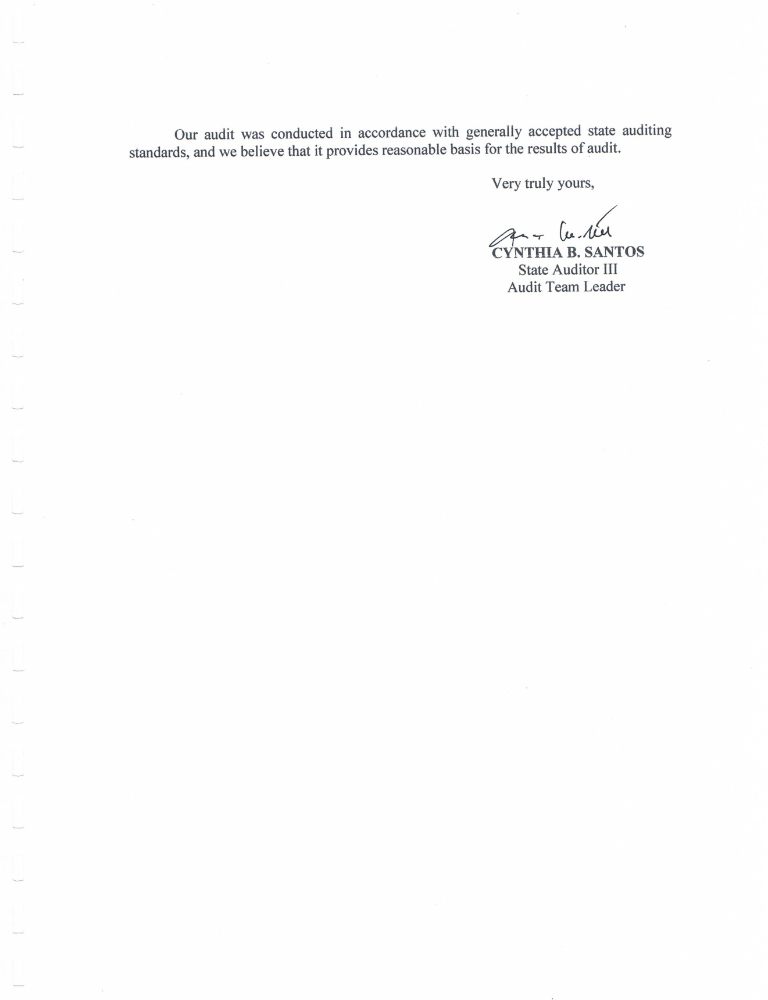 Our audit was conducted in accordance with generally accepted state auditing
standards, and we believe that it provides reasonable basis for the results of audit.
Very truly yours,
CYNTHIA B. SANTOS
State Auditor III
Audit Team Leader